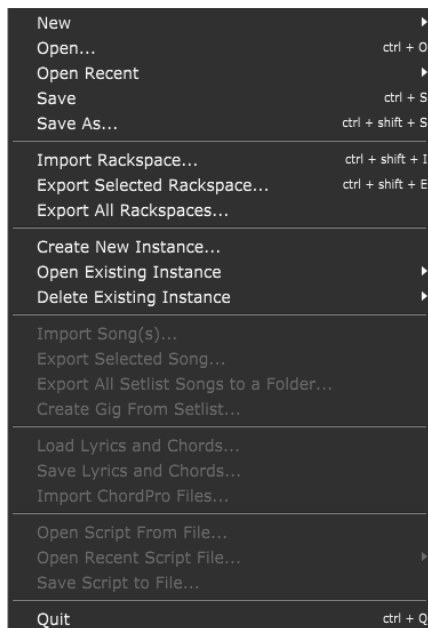 New
Open... ctrl + O
Open Recent
Save ctrl + S
Save As... ctrl + shift + S
Import Rackspace... ctrl + shift + I
Export Selected Rackspace... ctrl + shift + E
Export All Rackspaces...
Create New Instance...
Open Existing Instance
Delete Existing Instance
Import Song(s)...
Export Selected Song...
Export All Setlist Songs to a Folder...
Create Gig From Setlist...
Load Lyrics and Chords...
Save Lyrics and Chords...
Import ChordPro Files...
Open Script From File...
Open Recent Script File...
Save Script to File...
Quit ctrl + Q